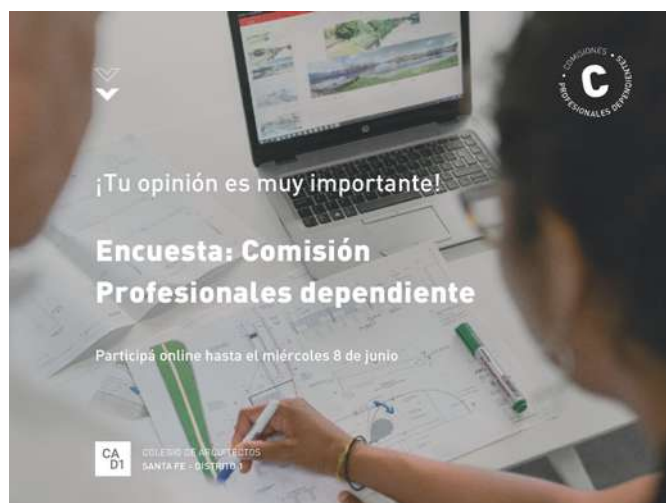 • COMISIONES •
PROFESIONALES DEPENDIENTES
C
¡Tu opinión es muy importante!
Encuesta: Comisión
Profesionales dependiente
Participá online hasta el miércoles 8 de junio
CA
D1
COLEGIO DE ARQUITECTOS
SANTA FE - DISTRITO 1